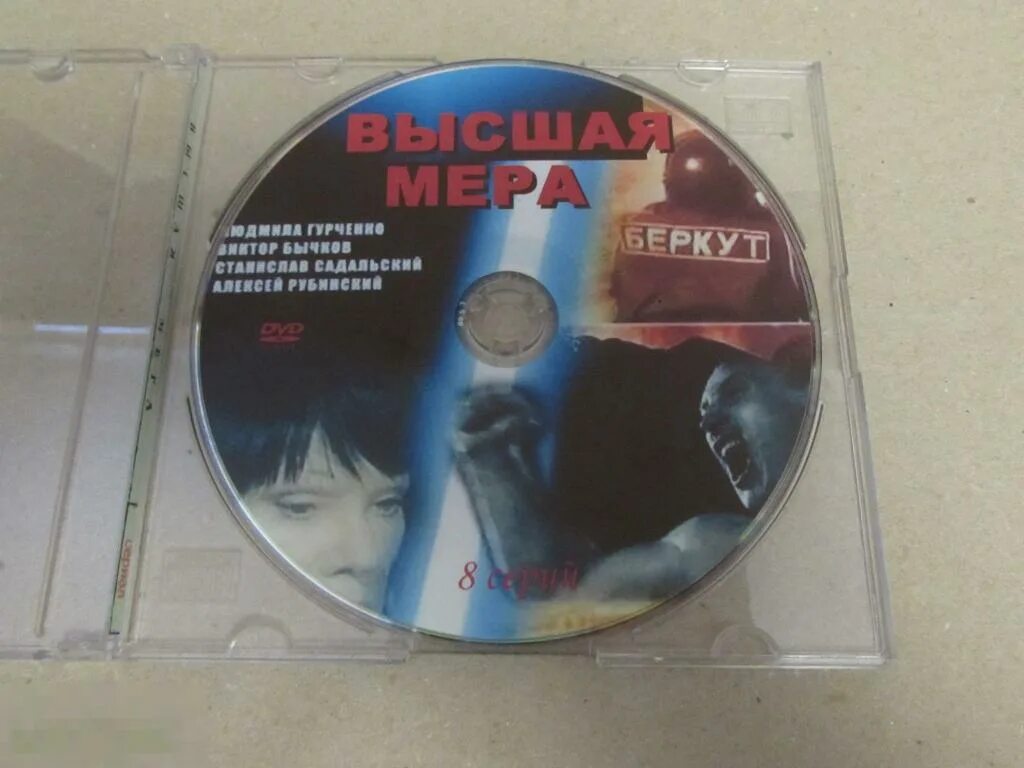 ВЫСШАЯ
МЕРА
ЛЮДМИЛА ГУРЧЕНКО
ВИКТОР БЫЧКОВ
СТАНИСЛАВ САДАЛЬСКИЙ
АЛЕКСЕЙ РУБИНСКИЙ
БЕРКУТ
DVD
8 серий